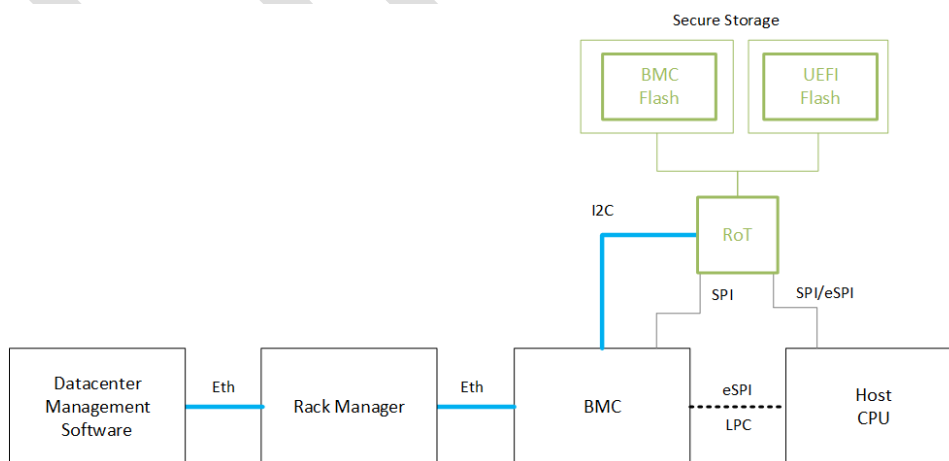 Secure Storage
BMC
Flash
UEFI
Flash
I2C
RoT
SPI
SPI/eSPI
Datacenter
Management
Software
Eth
Rack Manager
Eth
BMC
eSPI
LPC
Host
CPU